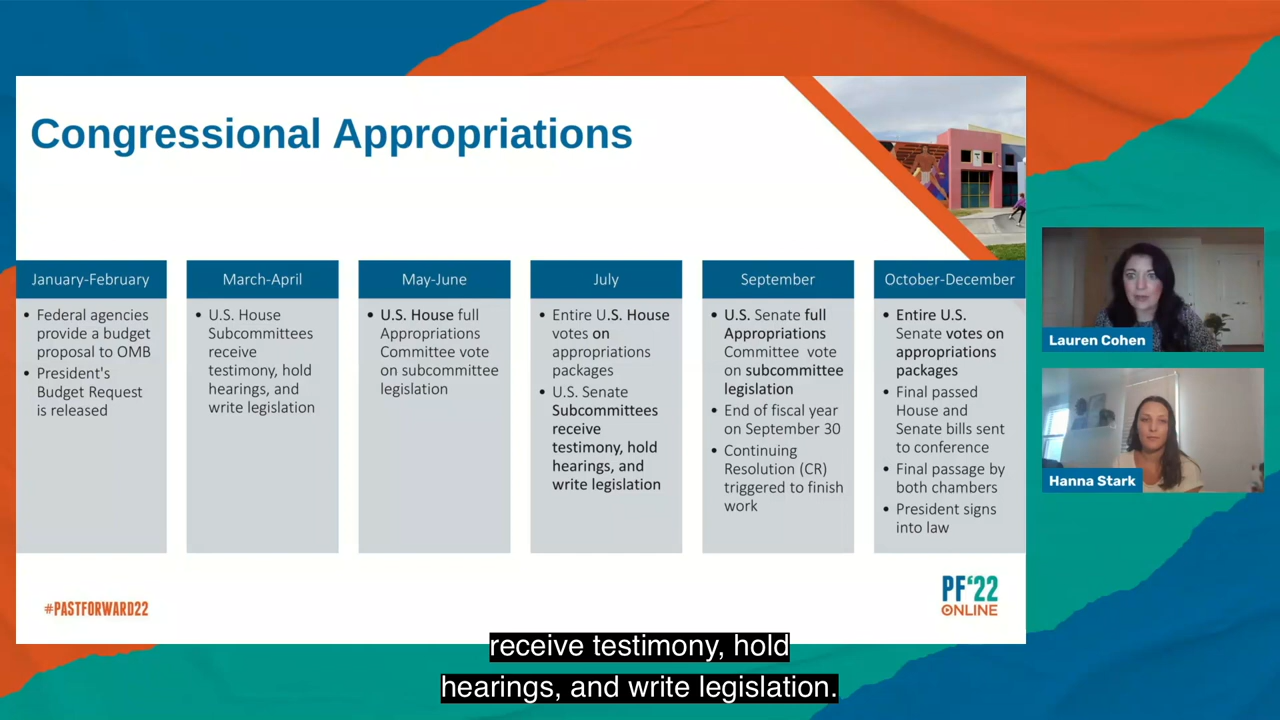 Congressional Appropriations
January-February
• Federal agencies
provide a budget
proposal to OMB
• President's
Budget Request
is released
March-April
• U.S. House
Subcommittees
receive
testimony, hold
hearings, and
write legislation
May-June
• U.S. House full
Appropriations
Committee vote
on subcommittee
legislation
July
• Entire U.S. House
votes on
appropriations
packages
• U.S. Senate
Subcommittees
receive
testimony, hold
hearings, and
write legislation
September
• U.S. Senate full
Appropriations
Committee vote
on subcommittee
legislation
• End of fiscal year
on September 30
• Continuing
Resolution (CR)
triggered to finish
work
October-December
• Entire U.S.
Senate votes on
appropriations
packages
• Final passed
House and
Senate bills sent
to conference
• Final passage by
both chambers
• President signs
into law
Lauren Cohen
Hanna Stark
#PASTFORWARD22
PF'22
ONLINE
receive testimony, hold
hearings, and write legislation.